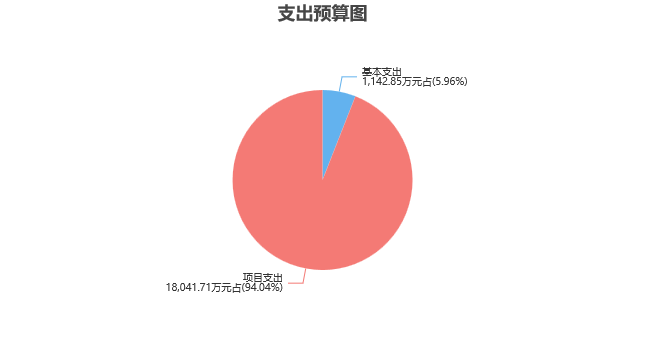 支出预算图
基本支出
1,142.85万元占(5.96%)
项目支出
18,041.71万元占(94.04%)